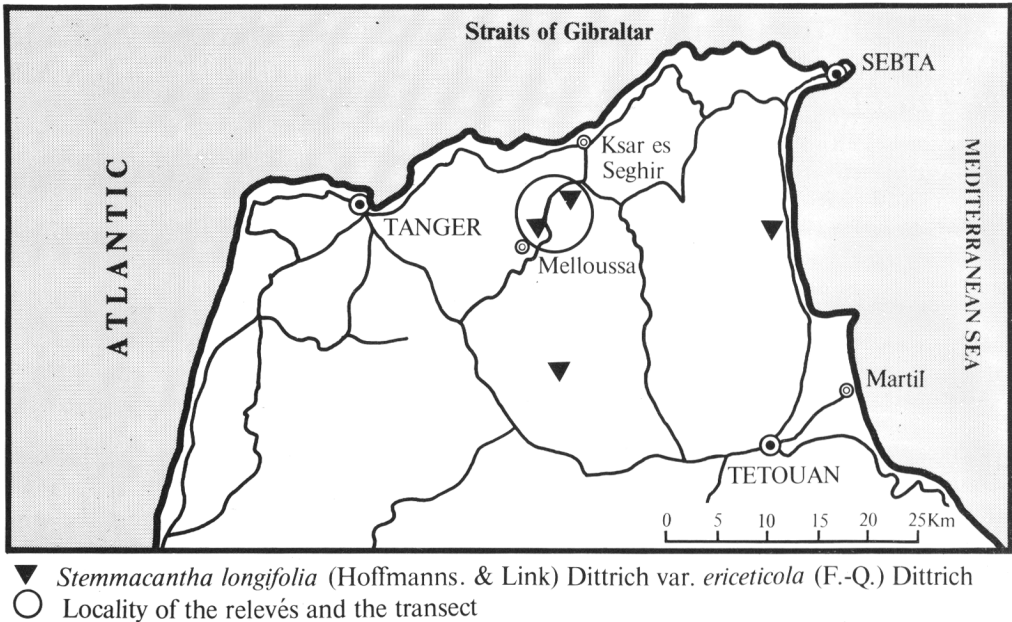 Straits of Gibraltar
SEBTA
Ksar es
Seghir
ATLANTIC
MEDITERRANEAN SEA
TANGER
Melloussa
Martil
TETOUAN
0 5 10 15 20 25Km
Stemmacantha longifolia (Hoffmanns. & Link) Dittrich var. ericeticola (F.-Q.) Dittrich
Locality of the relevés and the transect